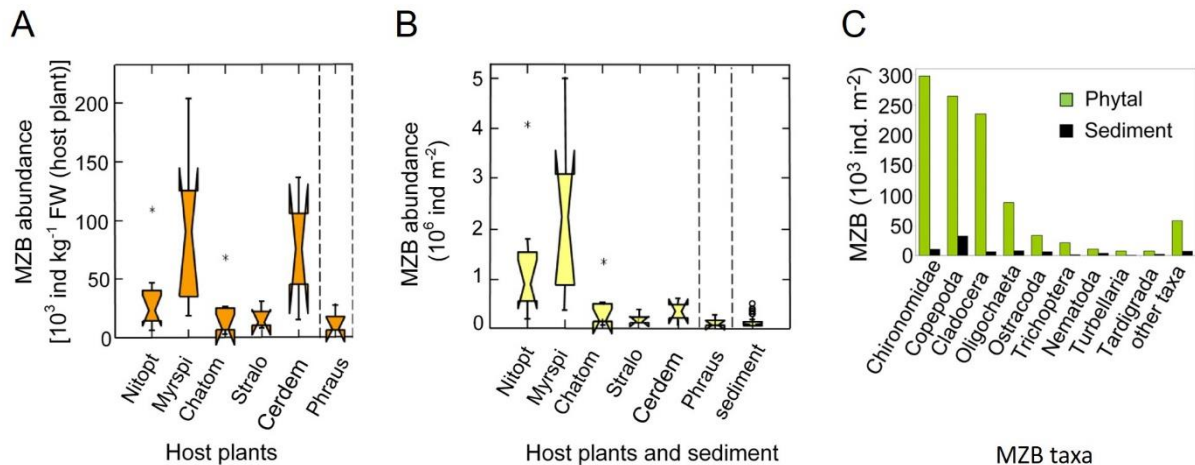 A
MZB abundance
[10³ ind kg⁻¹ FW (host plant)]
200
150
100
50
0
*
*
Nitopt
Myrspi
Chatom
Stralo
Cerdem
Phraus
Host plants
B
MZB abundance
(10⁶ ind m⁻²)
5
4
3
2
1
0
*
*
Nitopt
Myrspi
Chatom
Stralo
Cerdem
Phraus
sediment
Host plants and sediment
C
MZB (10³ ind. m-²)
300
250
200
150
100
50
0
Phytal
Sediment
Chironomidae
Copepoda
Cladocera
Oligochaeta
Ostracoda
Trichoptera
Nematoda
Turbellaria
Tardigrada
other taxa
MZB taxa